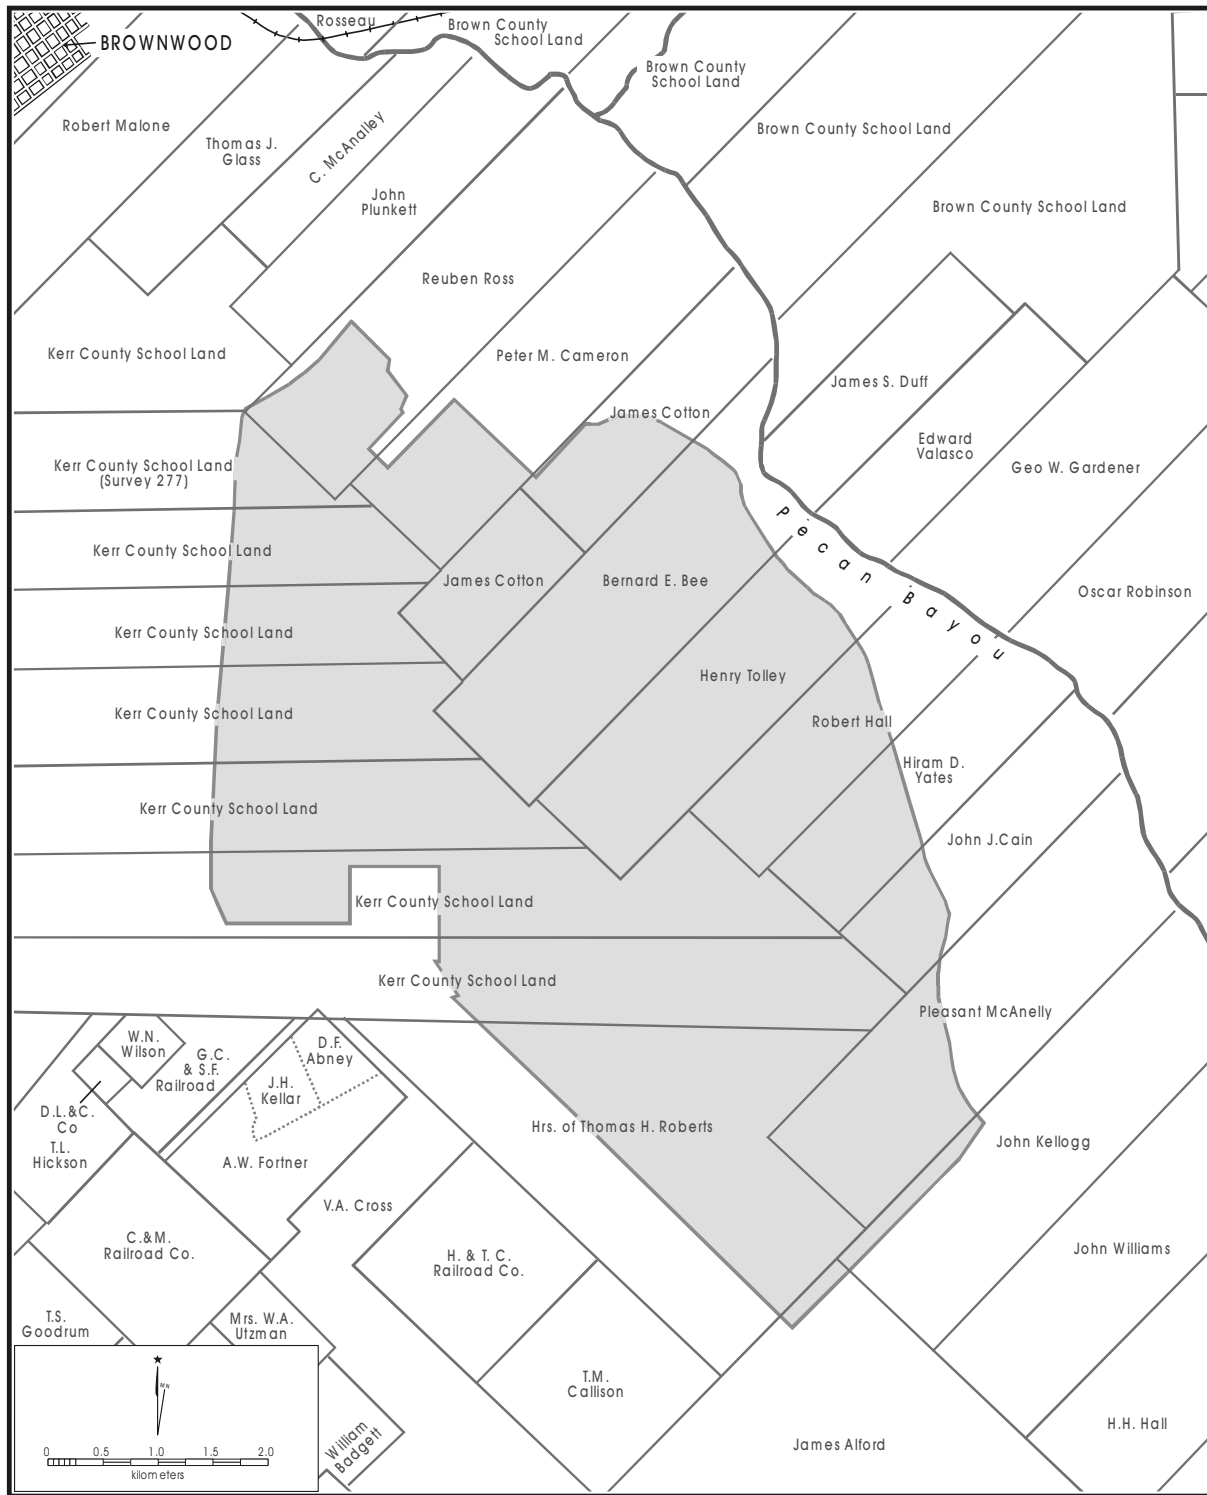 Rosseau
Brown County
School Land
BROWNWOOD
Brown County
School Land
Robert Malone
Thomas J.
Glass
C. McAnalley
Brown County School Land
John
Plunkett
Brown County School Land
Reuben Ross
Kerr County School Land
Peter M. Cameron
James S. Duff
James Cotton
Edward
Valasco
Kerr County School Land
(Survey 277)
Geo W. Gardener
Pecan Bayou
Kerr County School Land
James Cotton
Bernard E. Bee
Oscar Robinson
Kerr County School Land
Henry Tolley
Kerr County School Land
Robert Hall
Hiram D.
Yates
Kerr County School Land
John J.Cain
Kerr County School Land
Kerr County School Land
Pleasant McAnelly
W.N.
Wilson
G.C.
& S.F.
Railroad
D.F.
Abney
J.H.
Kellar
D.L.&C.
Co
T.L.
Hickson
Hrs. of Thomas H. Roberts
John Kellogg
A.W. Fortner
V.A. Cross
C.&M.
Railroad Co.
H. & T. C.
Railroad Co.
John Williams
T.S.
Goodrum
Mrs. W.A.
Utzman
T.M.
Callison
H.H. Hall
William
Badgett
James Alford
MN
0 0.5 1.0 1.5 2.0
kilometers